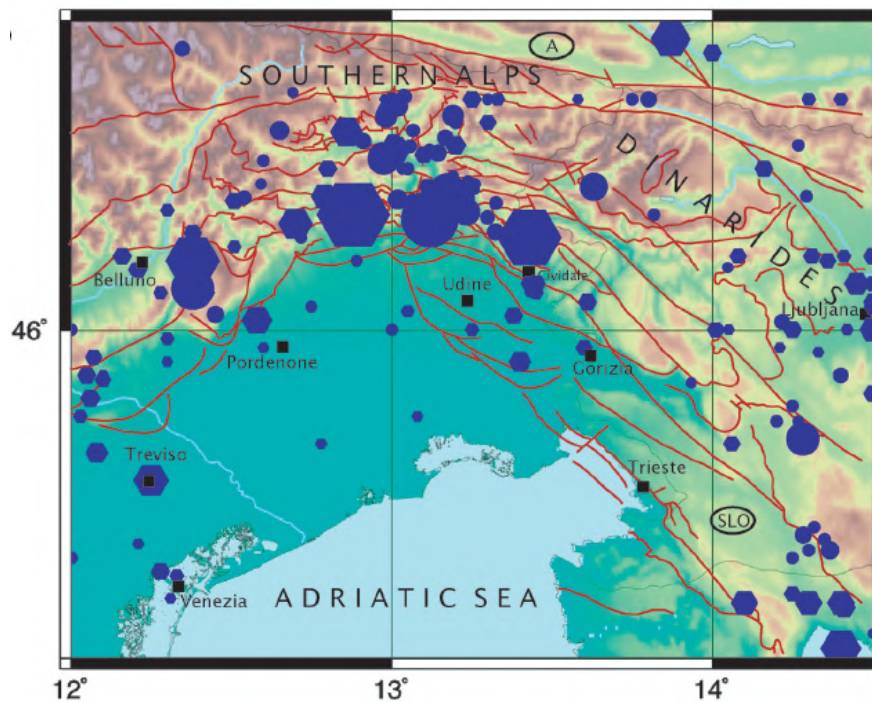 A
SOUTHERN ALPS
DINARIDES
Belluno
Cividale
Udine
Ljubljana
46°
Pordenone
Gorizia
Treviso
Trieste
SLO
Venezia
ADRIATIC SEA
12°
13°
14°